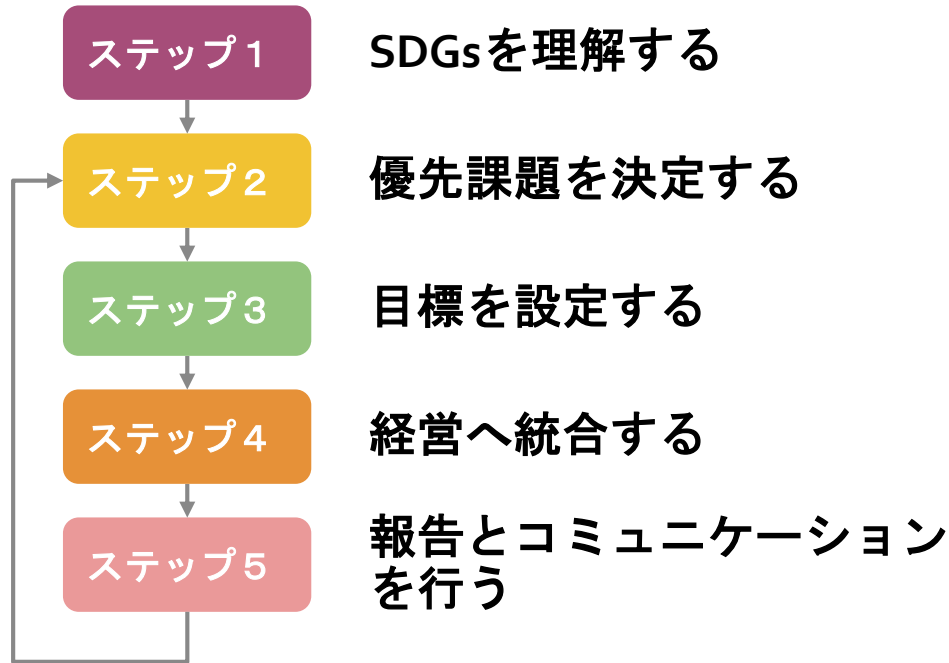 ステップ１
SDGsを理解する
ステップ２
優先課題を決定する
ステップ３
目標を設定する
ステップ４
経営へ統合する
ステップ５
報告とコミュニケーション
を行う